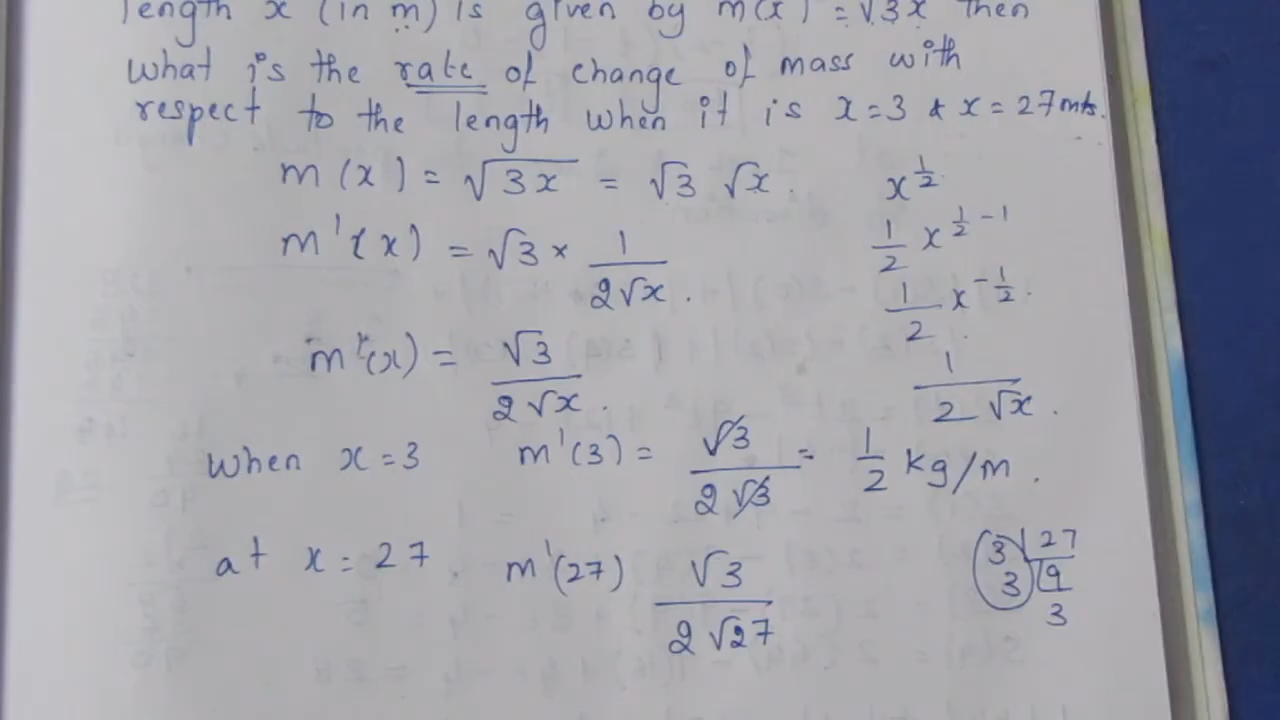 length x (in m) is given by m(x) = √3x then
what is the rate of change of mass with
respect to the length when it is x=3 & x=27mts.
m(x) = √3x = √3 √x.
m'(x) = √3 × 1/2√x.
m'(x) = √3/2√x.
when x=3 m'(3) = √3/2√3 = 1/2 kg/m.
at x=27. m'(27) √3/2√27
x^1/2
1/2 x^1/2-1
1/2 x^-1/2.
1/2√x.
3 27
3 9
3